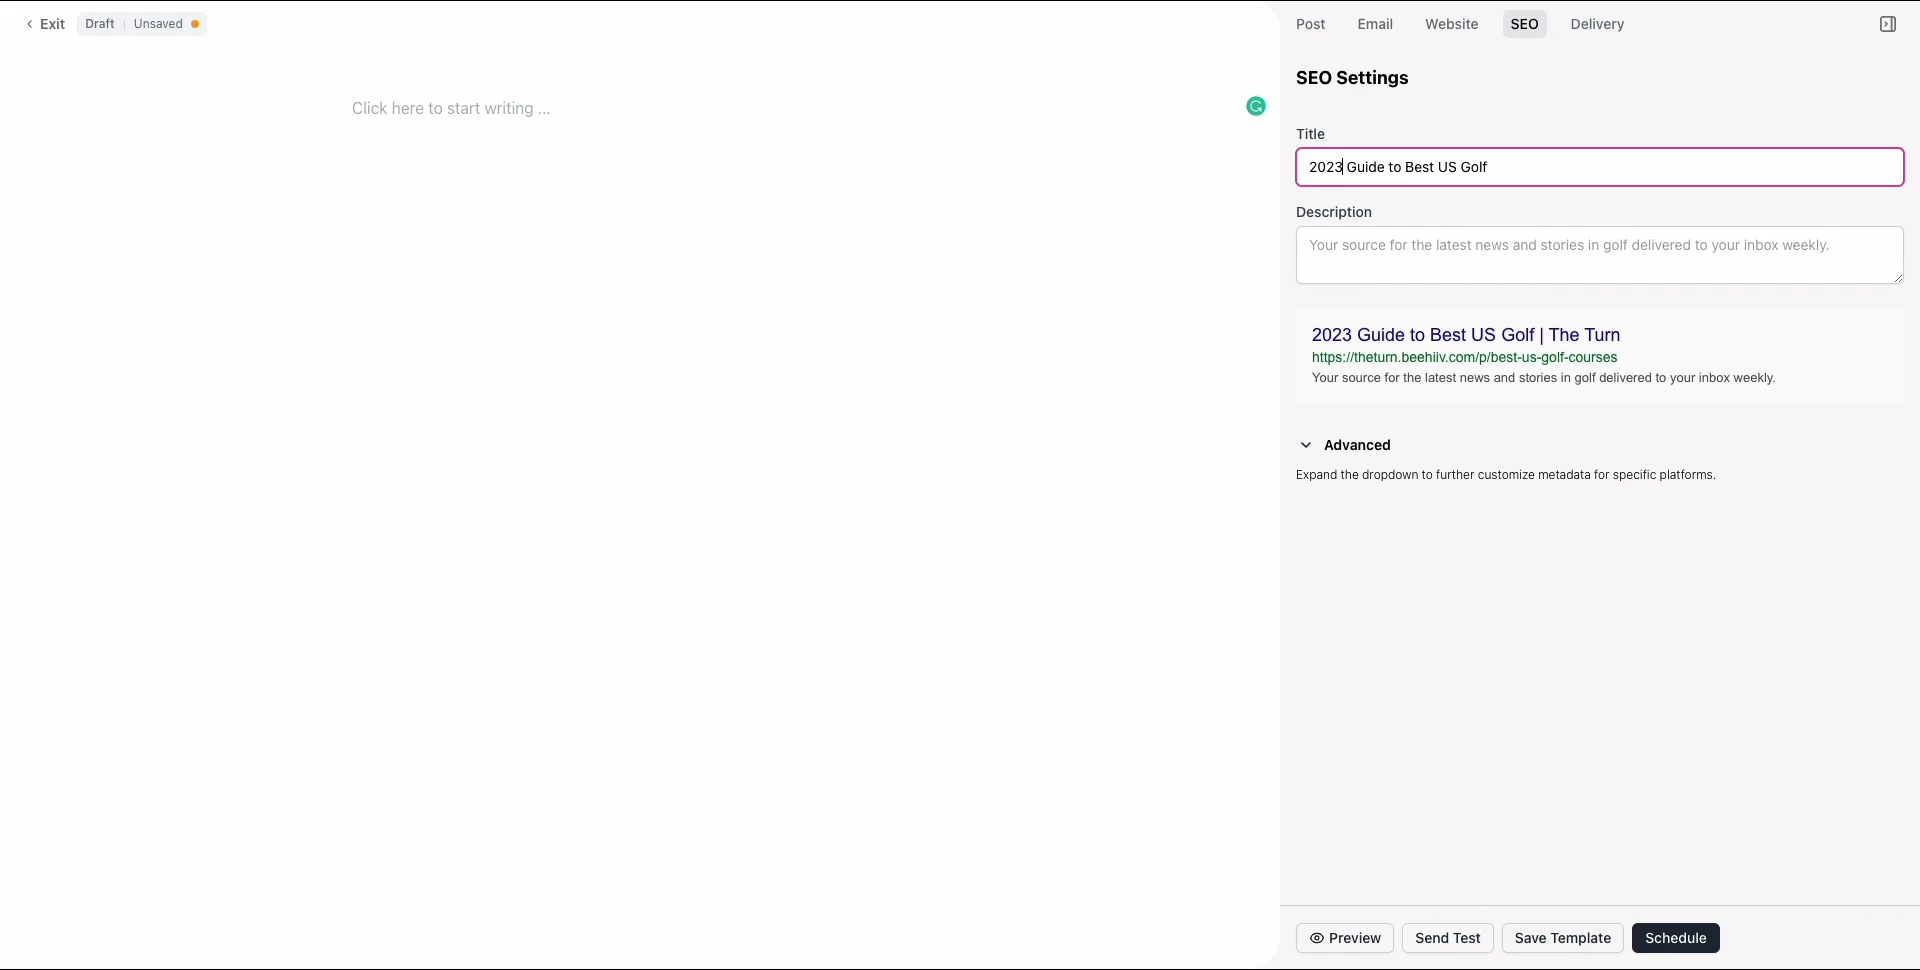 Exit
Draft | Unsaved
Click here to start writing ...
Post Email Website SEO Delivery
SEO Settings
Title
2023 Guide to Best US Golf
Description
Your source for the latest news and stories in golf delivered to your inbox weekly.
2023 Guide to Best US Golf | The Turn
https://theturn.beehiiv.com/p/best-us-golf-courses
Your source for the latest news and stories in golf delivered to your inbox weekly.
Advanced
Expand the dropdown to further customize metadata for specific platforms.
Preview Send Test Save Template Schedule